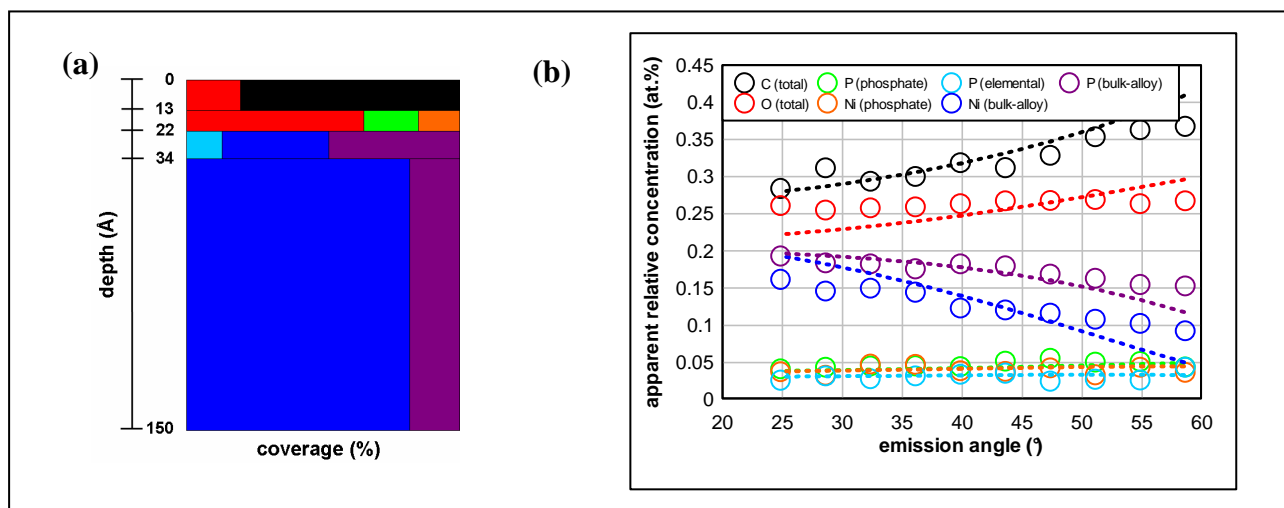 (a)
0
13
22
34
150
depth (Å)
coverage (%)
(b)
0.45
0.4
0.35
0.3
0.25
0.2
0.15
0.1
0.05
0
C (total) P (phosphate) P (elemental) P (bulk-alloy)
O (total) Ni (phosphate) Ni (bulk-alloy)
apparent relative concentration (at.%)
20 25 30 35 40 45 50 55 60
emission angle (°)